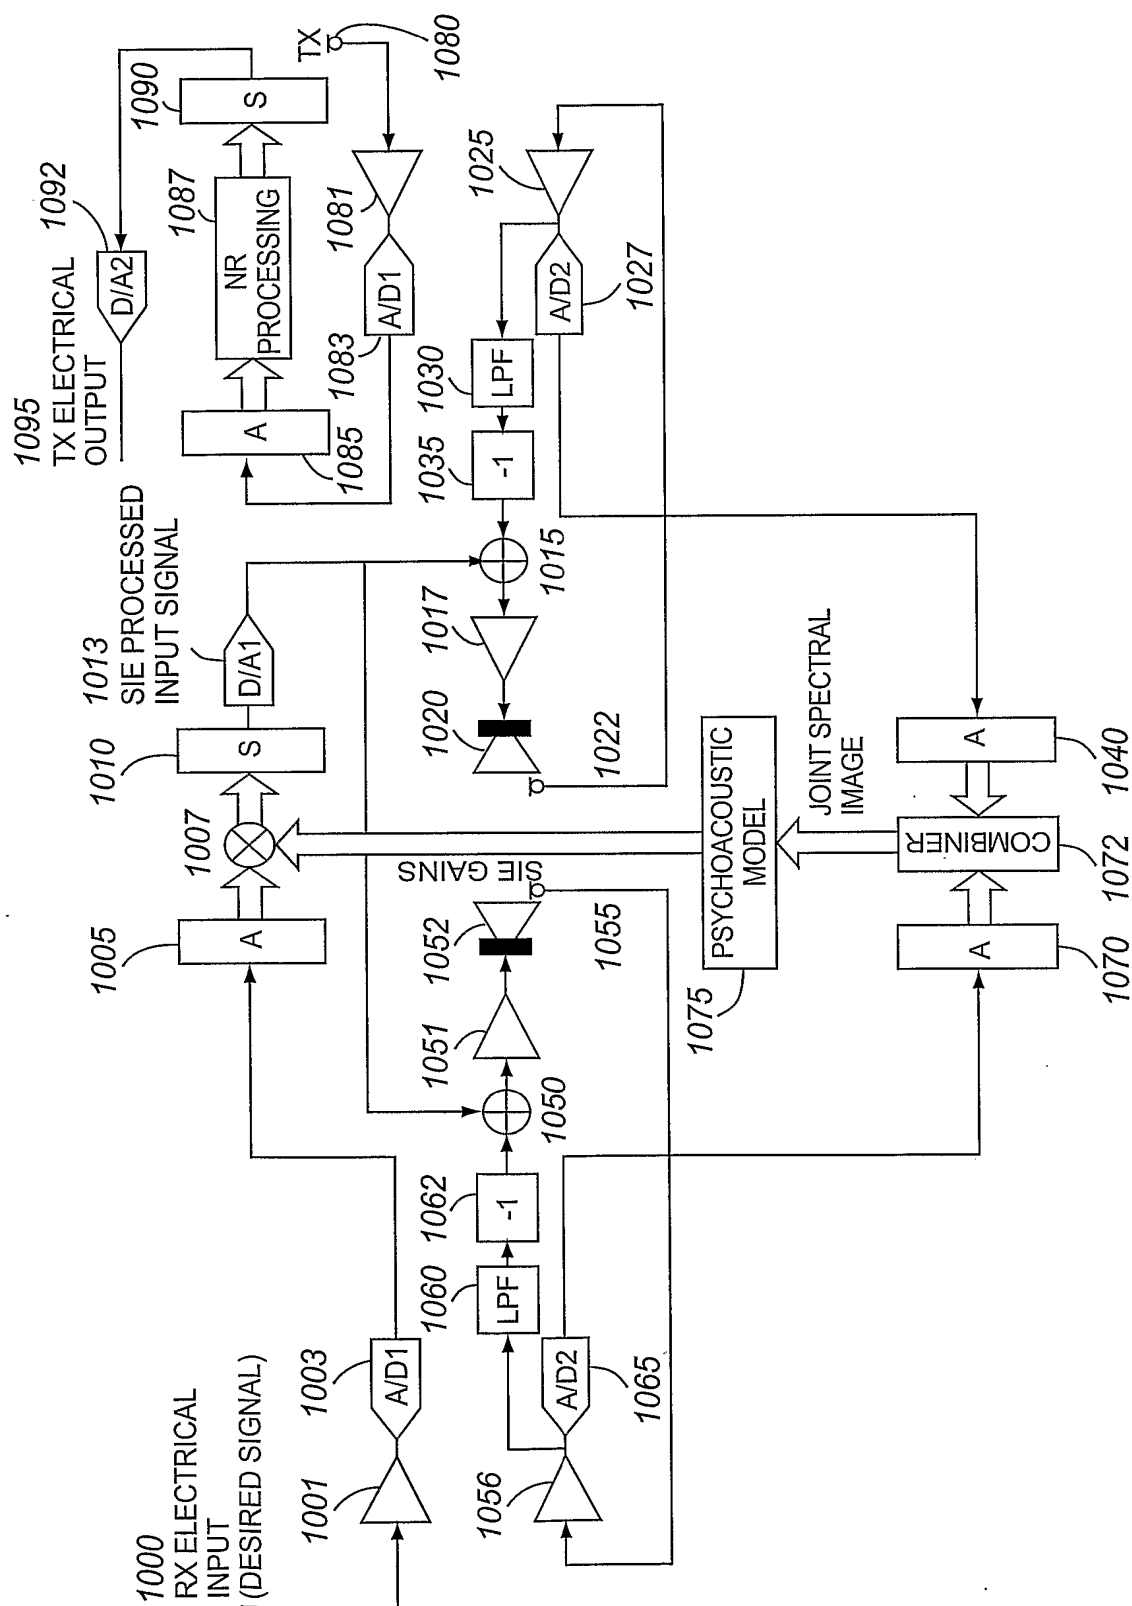 1000
RX ELECTRICAL
INPUT
(DESIRED SIGNAL)
1001
1003
A/D1
1005
A
1007
1010
S
1013
SIE PROCESSED
INPUT SIGNAL
D/A1
1095
TX ELECTRICAL
OUTPUT
1092
D/A2
1087
NR
PROCESSING
1090
S
TX
1080
1081
1083
A/D1
1085
A
1056
1060
LPF
1062
-1
1050
1051
1052
1055
SIE GAINS
1065
A/D2
1020
1022
1017
1015
1035
-1
1030
LPF
1025
1027
A/D2
1075
PSYCHOACOUSTIC
MODEL
JOINT SPECTRAL
IMAGE
1070
A
COMBINER
1072
A
1040